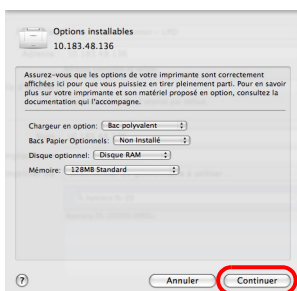 Options installables
10.183.48.136
Assurez-vous que les options de votre imprimante sont correctement
affichées ici pour que vous puissiez en tirer pleinement parti. Pour en savoir
plus sur votre imprimante et son matériel proposé en option, consultez la
documentation qui l'accompagne.
Chargeur en option: Bac polyvalent
Bacs Papier Optionnels: Non Installé
Disque optionnel: Disque RAM
Mémoire: 128MB Standard
? Annuler Continuer